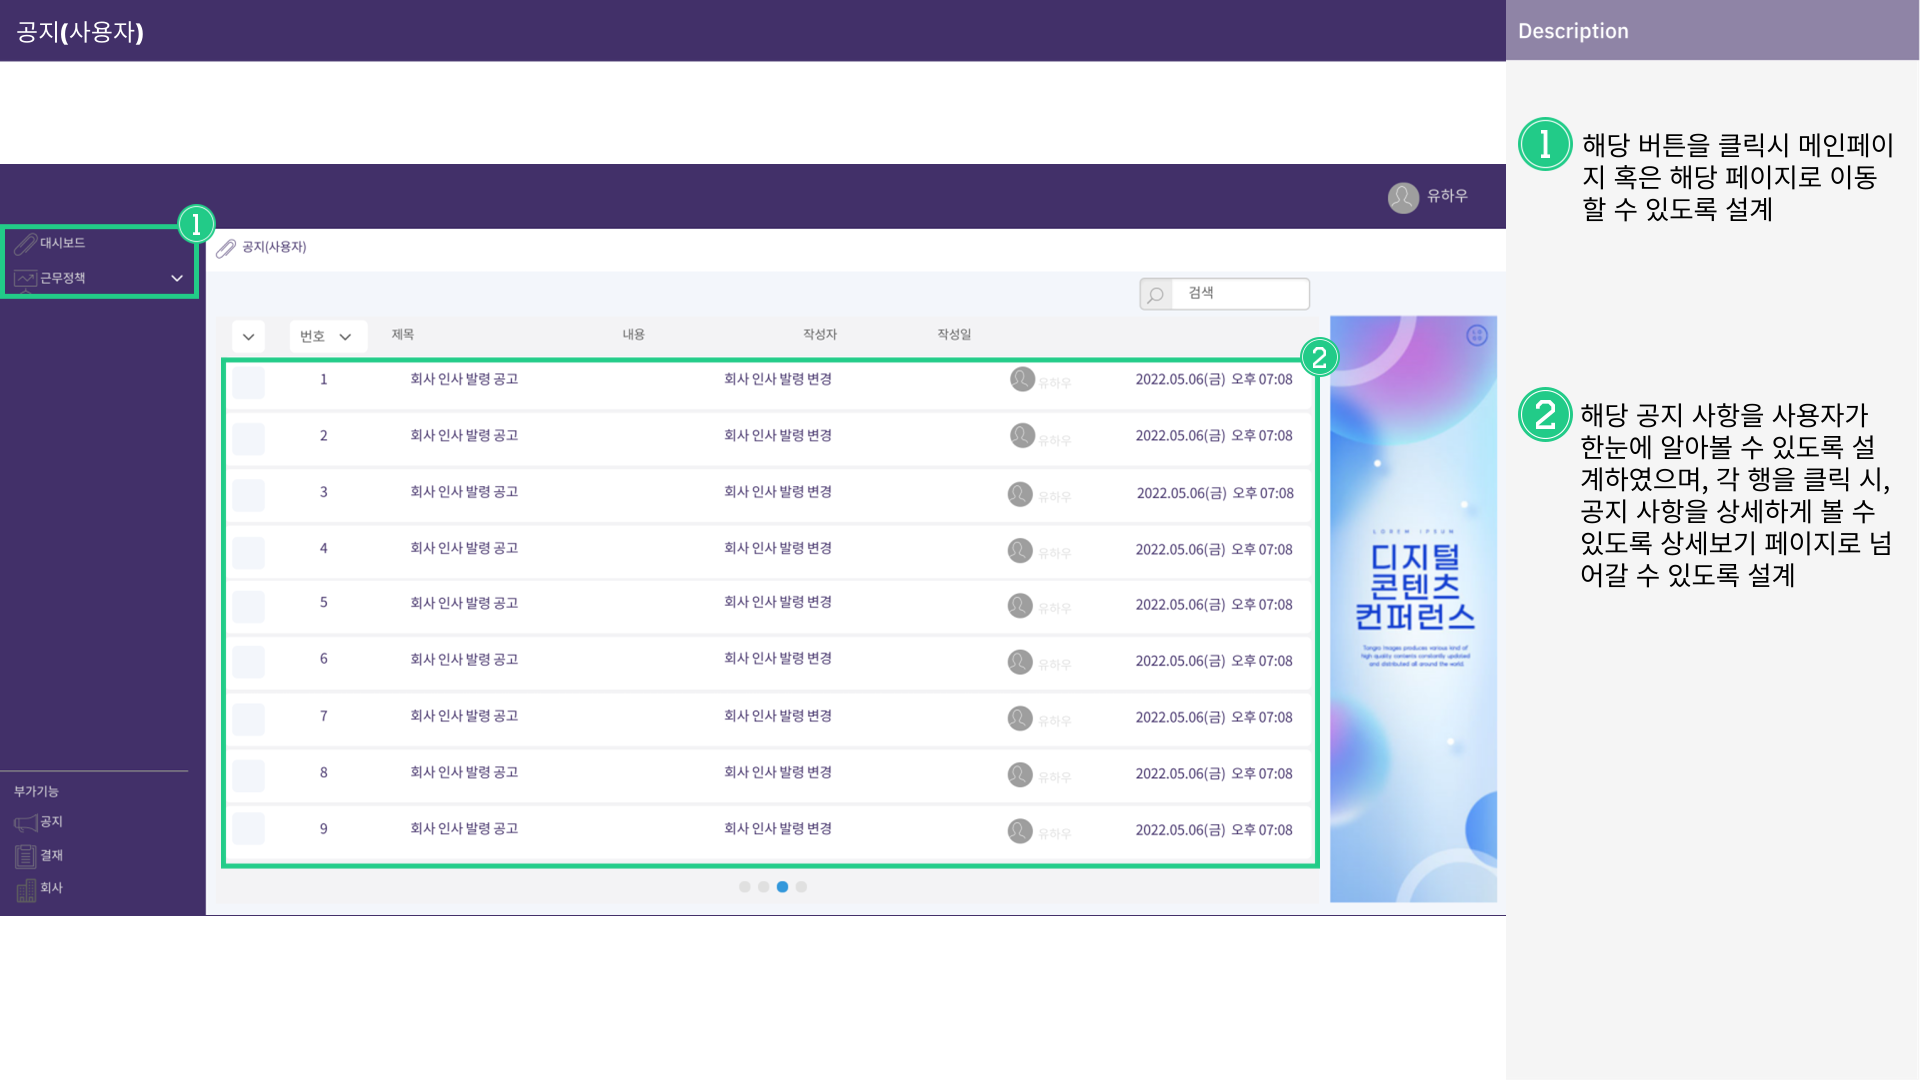 공지(사용자)
Description
1
해당 버튼을 클릭시 메인페이
지 혹은 해당 페이지로 이동
할 수 있도록 설계
2
해당 공지 사항을 사용자가
한눈에 알아볼 수 있도록 설
계하였으며, 각 행을 클릭 시,
공지 사항을 상세하게 볼 수
있도록 상세보기 페이지로 넘
어갈 수 있도록 설계
유하우
1
대시보드
근무정책
부가기능
공지
결재
회사
공지(사용자)
검색
번호 제목 내용 작성자 작성일
2
1 회사 인사 발령 공고 회사 인사 발령 변경 유하우 2022.05.06(금) 오후 07:08
2 회사 인사 발령 공고 회사 인사 발령 변경 유하우 2022.05.06(금) 오후 07:08
3 회사 인사 발령 공고 회사 인사 발령 변경 유하우 2022.05.06(금) 오후 07:08
4 회사 인사 발령 공고 회사 인사 발령 변경 유하우 2022.05.06(금) 오후 07:08
5 회사 인사 발령 공고 회사 인사 발령 변경 유하우 2022.05.06(금) 오후 07:08
6 회사 인사 발령 공고 회사 인사 발령 변경 유하우 2022.05.06(금) 오후 07:08
7 회사 인사 발령 공고 회사 인사 발령 변경 유하우 2022.05.06(금) 오후 07:08
8 회사 인사 발령 공고 회사 인사 발령 변경 유하우 2022.05.06(금) 오후 07:08
9 회사 인사 발령 공고 회사 인사 발령 변경 유하우 2022.05.06(금) 오후 07:08
LOREM IPSUM
디지털
콘텐츠
컨퍼런스
Tongro Images produces various kind of
high quality contents constantly updated
and distributed all around the world.